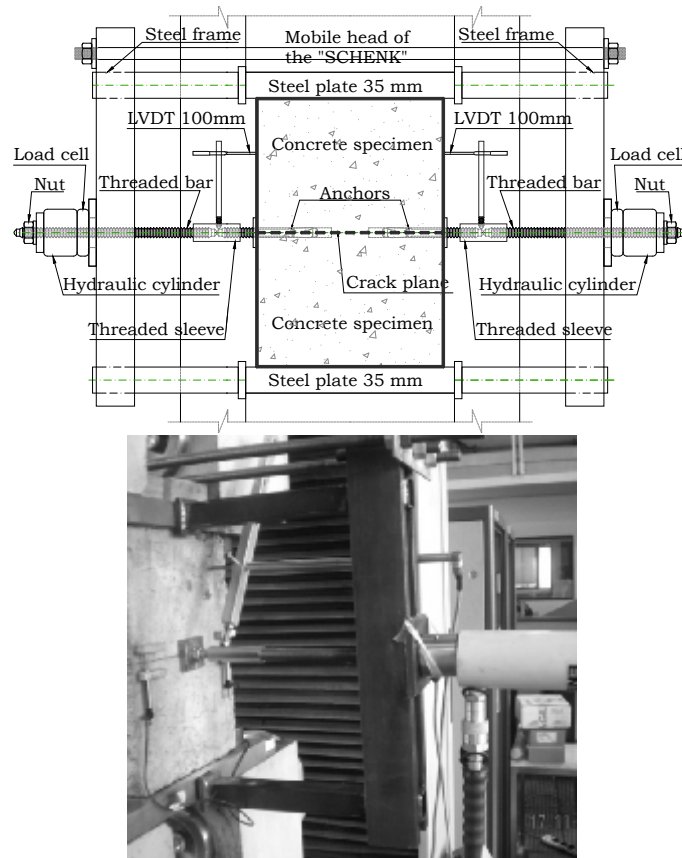 Steel frame
Mobile head of
the "SCHENK"
Steel frame
Steel plate 35 mm
LVDT 100mm
LVDT 100mm
Concrete specimen
Load cell
Load cell
Nut
Threaded bar
Anchors
Threaded bar
Nut
Hydraulic cylinder
Crack plane
Hydraulic cylinder
Threaded sleeve
Concrete specimen
Threaded sleeve
Steel plate 35 mm
17 11